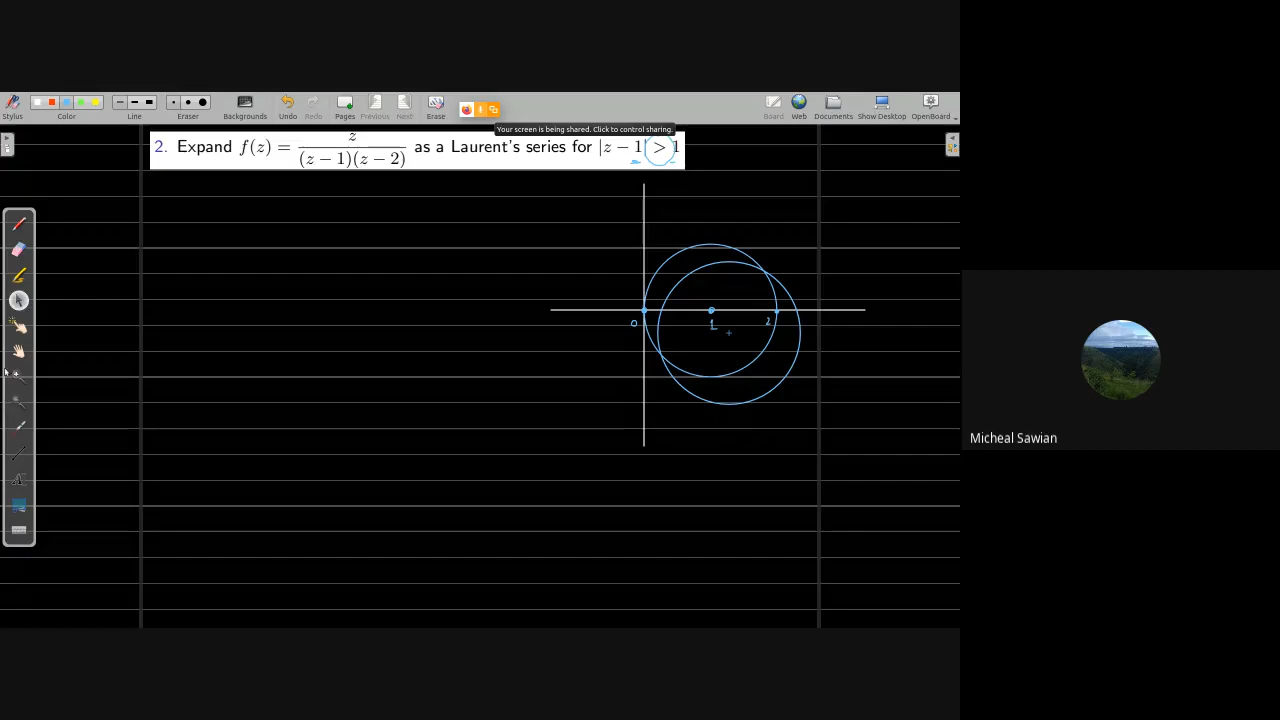 Stylus
Color
Line
Eraser
Backgrounds
Undo
Redo
Pages
Previous
Next
Erase
Board
Web
Documents
Show Desktop
OpenBoard
Your screen is being shared. Click to control sharing.
2. Expand f(z) = z/((z − 1)(z − 2)) as a Laurent's series for |z − 1| > 1
0
1
2
Micheal Sawian